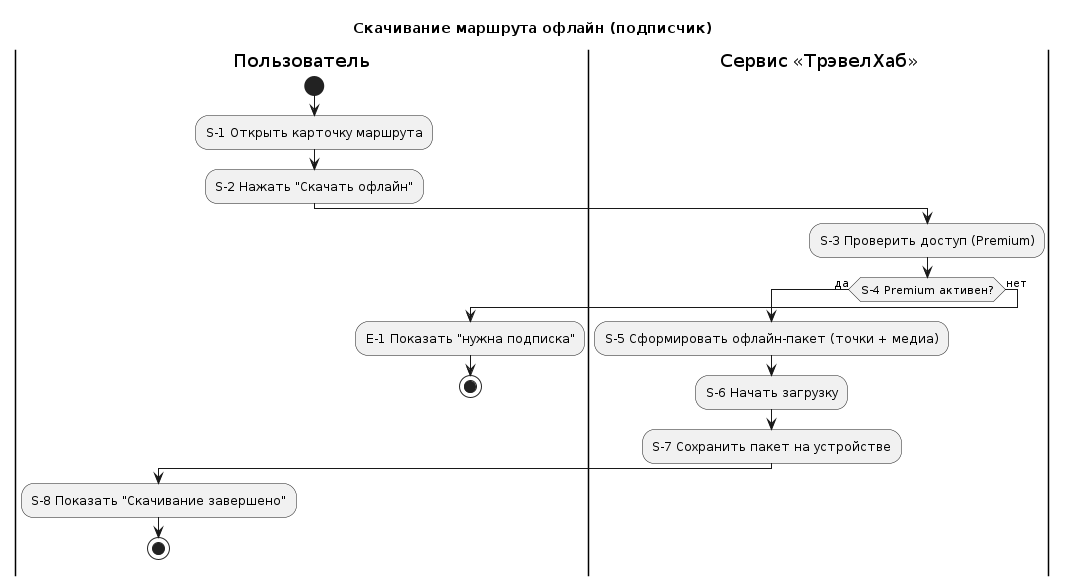 Скачивание маршрута офлайн (подписчик)
Пользователь
Сервис «ТрэвелХаб»
S-1 Открыть карточку маршрута
S-2 Нажать "Скачать офлайн"
S-3 Проверить доступ (Premium)
да
S-4 Premium активен?
нет
E-1 Показать "нужна подписка"
S-5 Сформировать офлайн-пакет (точки + медиа)
S-6 Начать загрузку
S-7 Сохранить пакет на устройстве
S-8 Показать "Скачивание завершено"